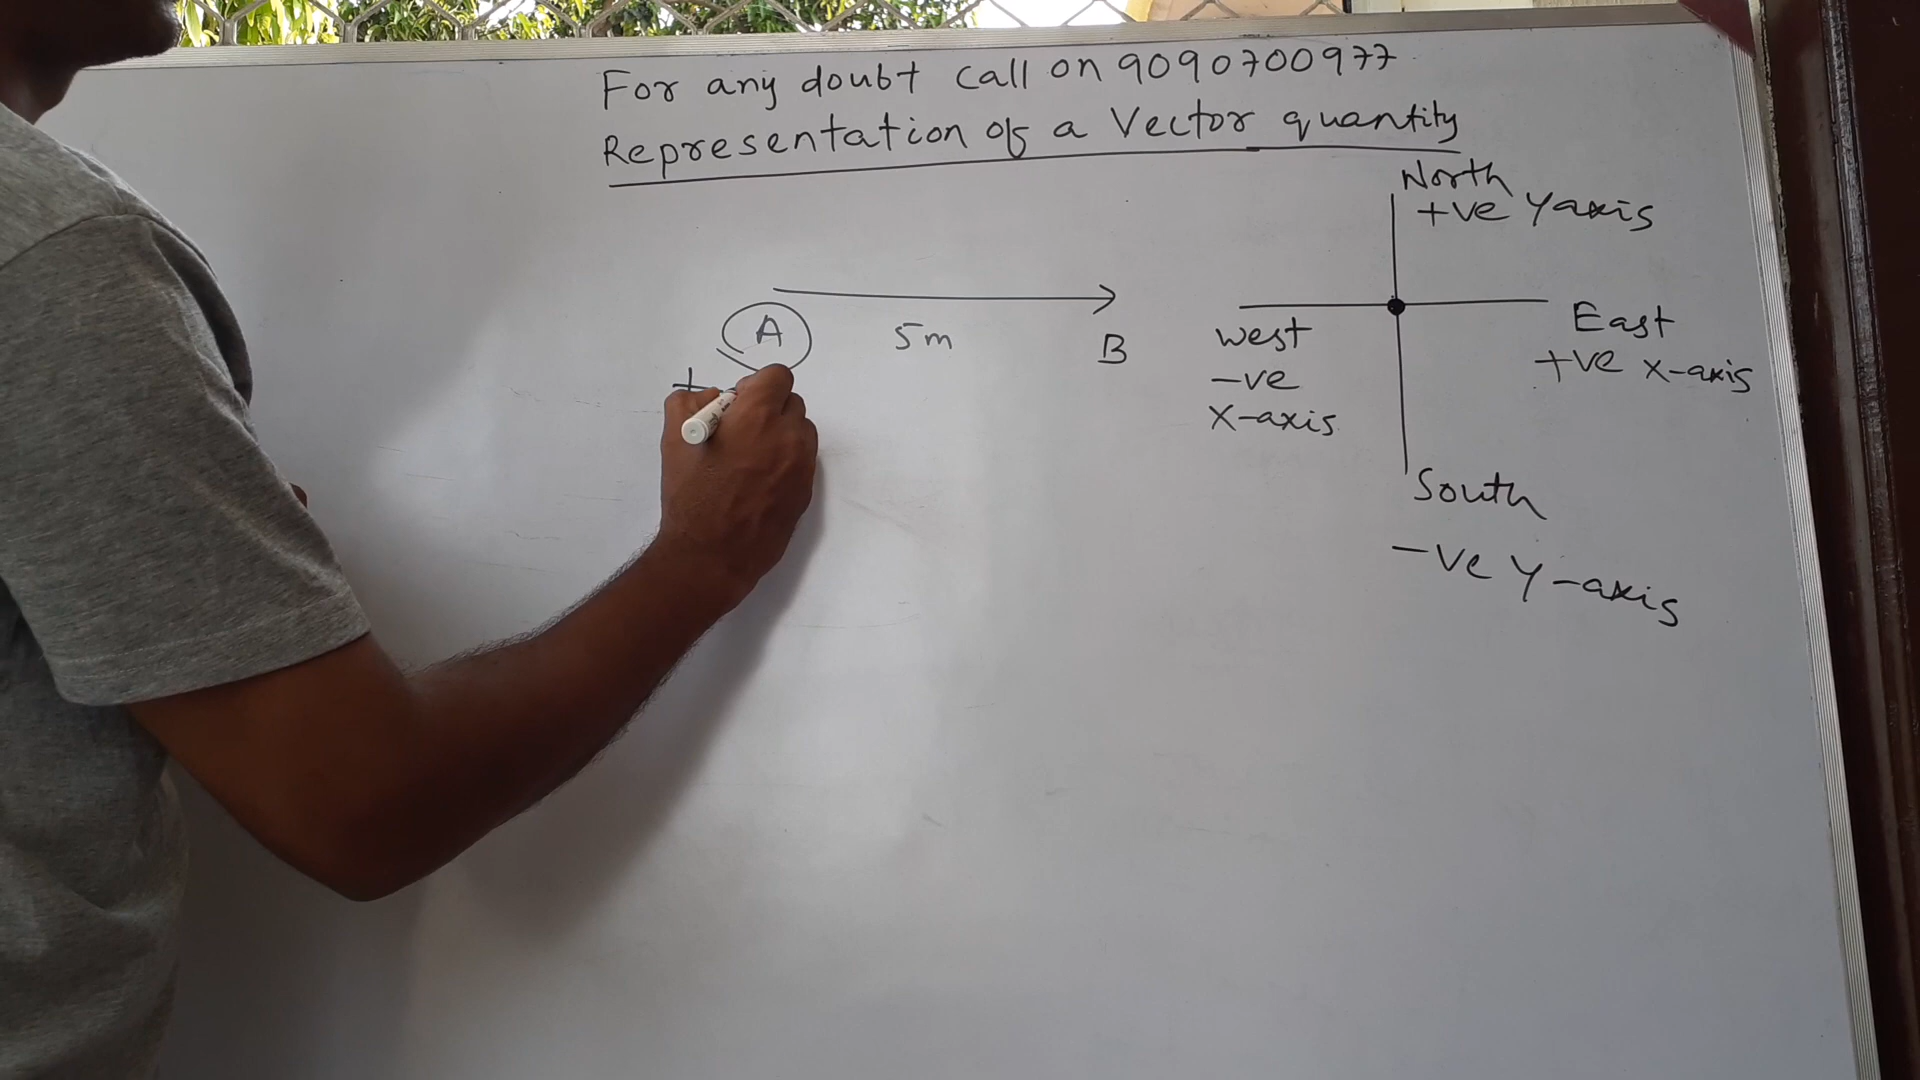 For any doubt call on 9090700977
Representation of a Vector quantity
North
+ve Y axis
A
5m
B
West
-ve
X-axis
East
+ve X-axis
South
-ve Y-axis